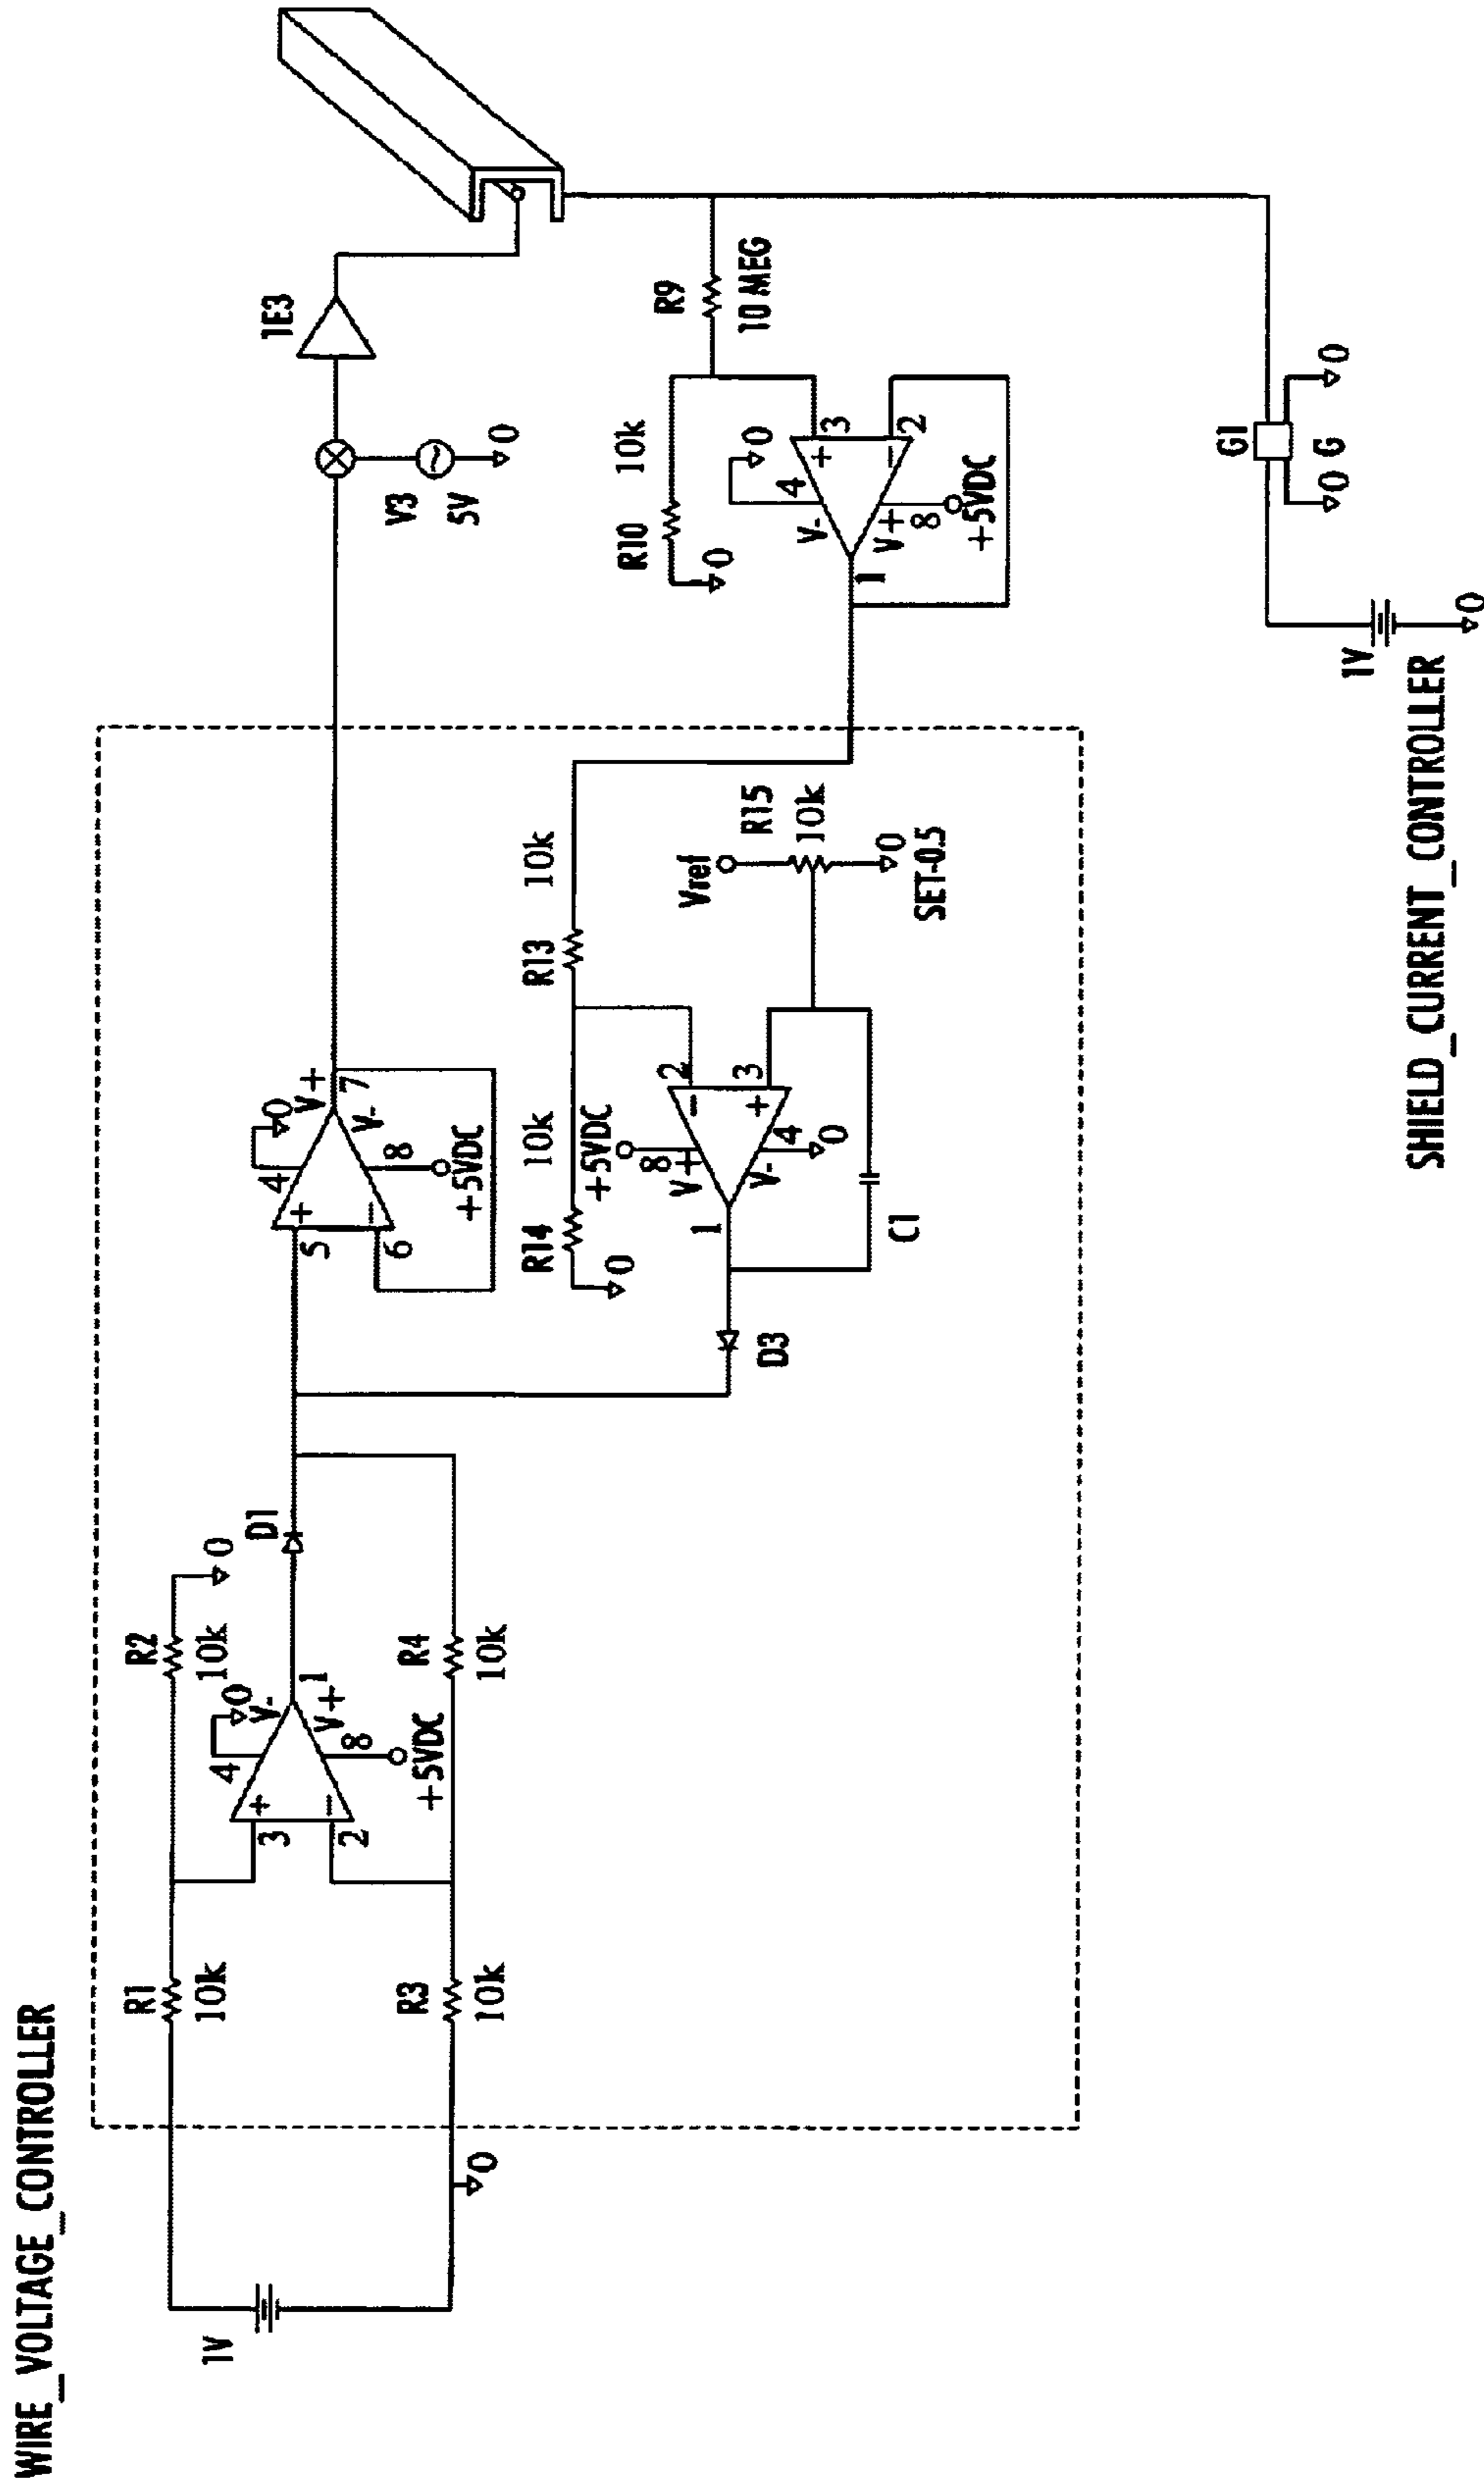 WIRE_VOLTAGE_CONTROLLER
1V
R1
10k
R2
10k
0
R3
10k
0
3
2
+
−
4
0
V-
1
V+
8
+5VDC
R4
10k
D1
5
6
+
−
4
0
V+
7
V-
8
+5VDC
1E3
V3
5V
0
R14
10k
0
R13
10k
+5VDC
8
V+
2
−
3
+
4
V-
0
1
D3
C1
Vref
R15
10k
0
SET-0.5
R10
10k
0
R9
10 MEG
4
0
V-
3
+
2
−
V+
8
+5VDC
1
G1
0
G
0
1V
0
SHIELD_CURRENT_CONTROLLER